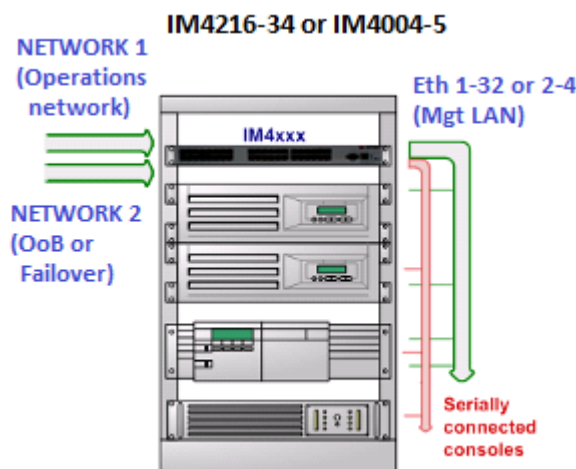 IM4216-34 or IM4004-5
NETWORK 1
(Operations
network)
Eth 1-32 or 2-4
(Mgt LAN)
IM4xxx
NETWORK 2
(OoB or
Failover)
Serially
connected
consoles